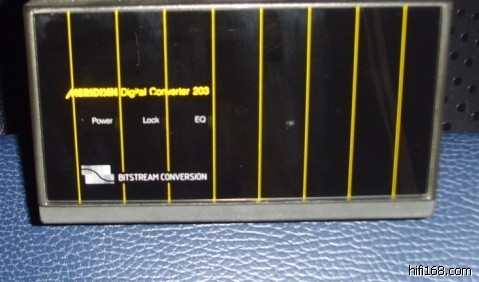 MERIDIAN Digital Converter 203
Power Lock EQ
BITSTREAM CONVERSION
hifi168.com